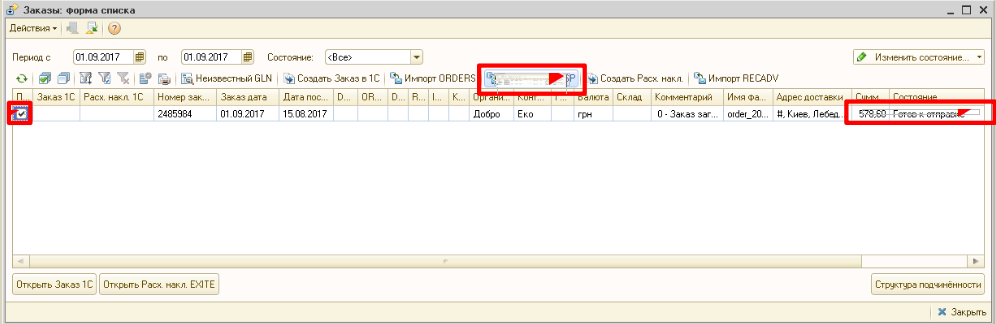 Заказы: форма списка
Действия
Период с 01.09.2017 по 01.09.2017 Состояние: <Все> Изменить состояние...
Неизвестный GLN Создать Заказ в 1С Импорт ORDERS Создать Расх. накл. Импорт RECADV
П... Заказ 1С Расх. накл. 1С Номер зак... Заказ дата Дата пос... D... OR... D... R... I... K... Органи... Конт... Г... Валюта Склад Комментарий Имя фа... Адрес доставки Сумм... Состояние
2485984 01.09.2017 15.08.2017 Добро Еко грн 0 - Заказ заг... order_20... #, Киев, Лебед... 578,60 Готов к отправке
Открыть Заказ 1С Открыть Расх. накл. EXITE Структура подчинённости
Закрыть